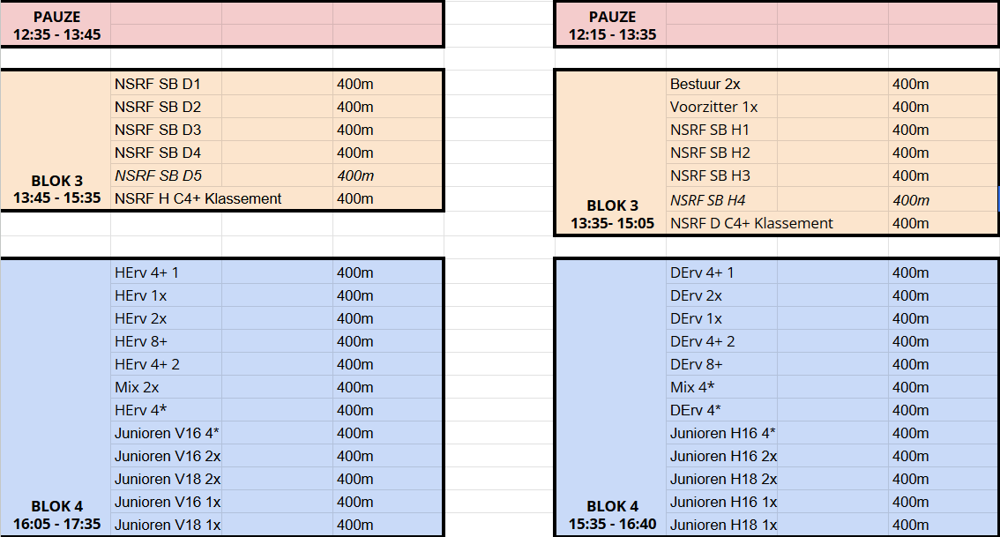 PAUZE
12:35 - 13:45
BLOK 3
13:45 - 15:35
NSRF SB D1 400m
NSRF SB D2 400m
NSRF SB D3 400m
NSRF SB D4 400m
NSRF SB D5 400m
NSRF H C4+ Klassement 400m
BLOK 4
16:05 - 17:35
HErv 4+ 1 400m
HErv 1x 400m
HErv 2x 400m
HErv 8+ 400m
HErv 4+ 2 400m
Mix 2x 400m
HErv 4* 400m
Junioren V16 4* 400m
Junioren V16 2x 400m
Junioren V18 2x 400m
Junioren V16 1x 400m
Junioren V18 1x 400m
PAUZE
12:15 - 13:35
BLOK 3
13:35- 15:05
Bestuur 2x 400m
Voorzitter 1x 400m
NSRF SB H1 400m
NSRF SB H2 400m
NSRF SB H3 400m
NSRF SB H4 400m
NSRF D C4+ Klassement 400m
BLOK 4
15:35 - 16:40
DErv 4+ 1 400m
DErv 2x 400m
DErv 1x 400m
DErv 4+ 2 400m
DErv 8+ 400m
Mix 4* 400m
DErv 4* 400m
Junioren H16 4* 400m
Junioren H16 2x 400m
Junioren H18 2x 400m
Junioren H16 1x 400m
Junioren H18 1x 400m